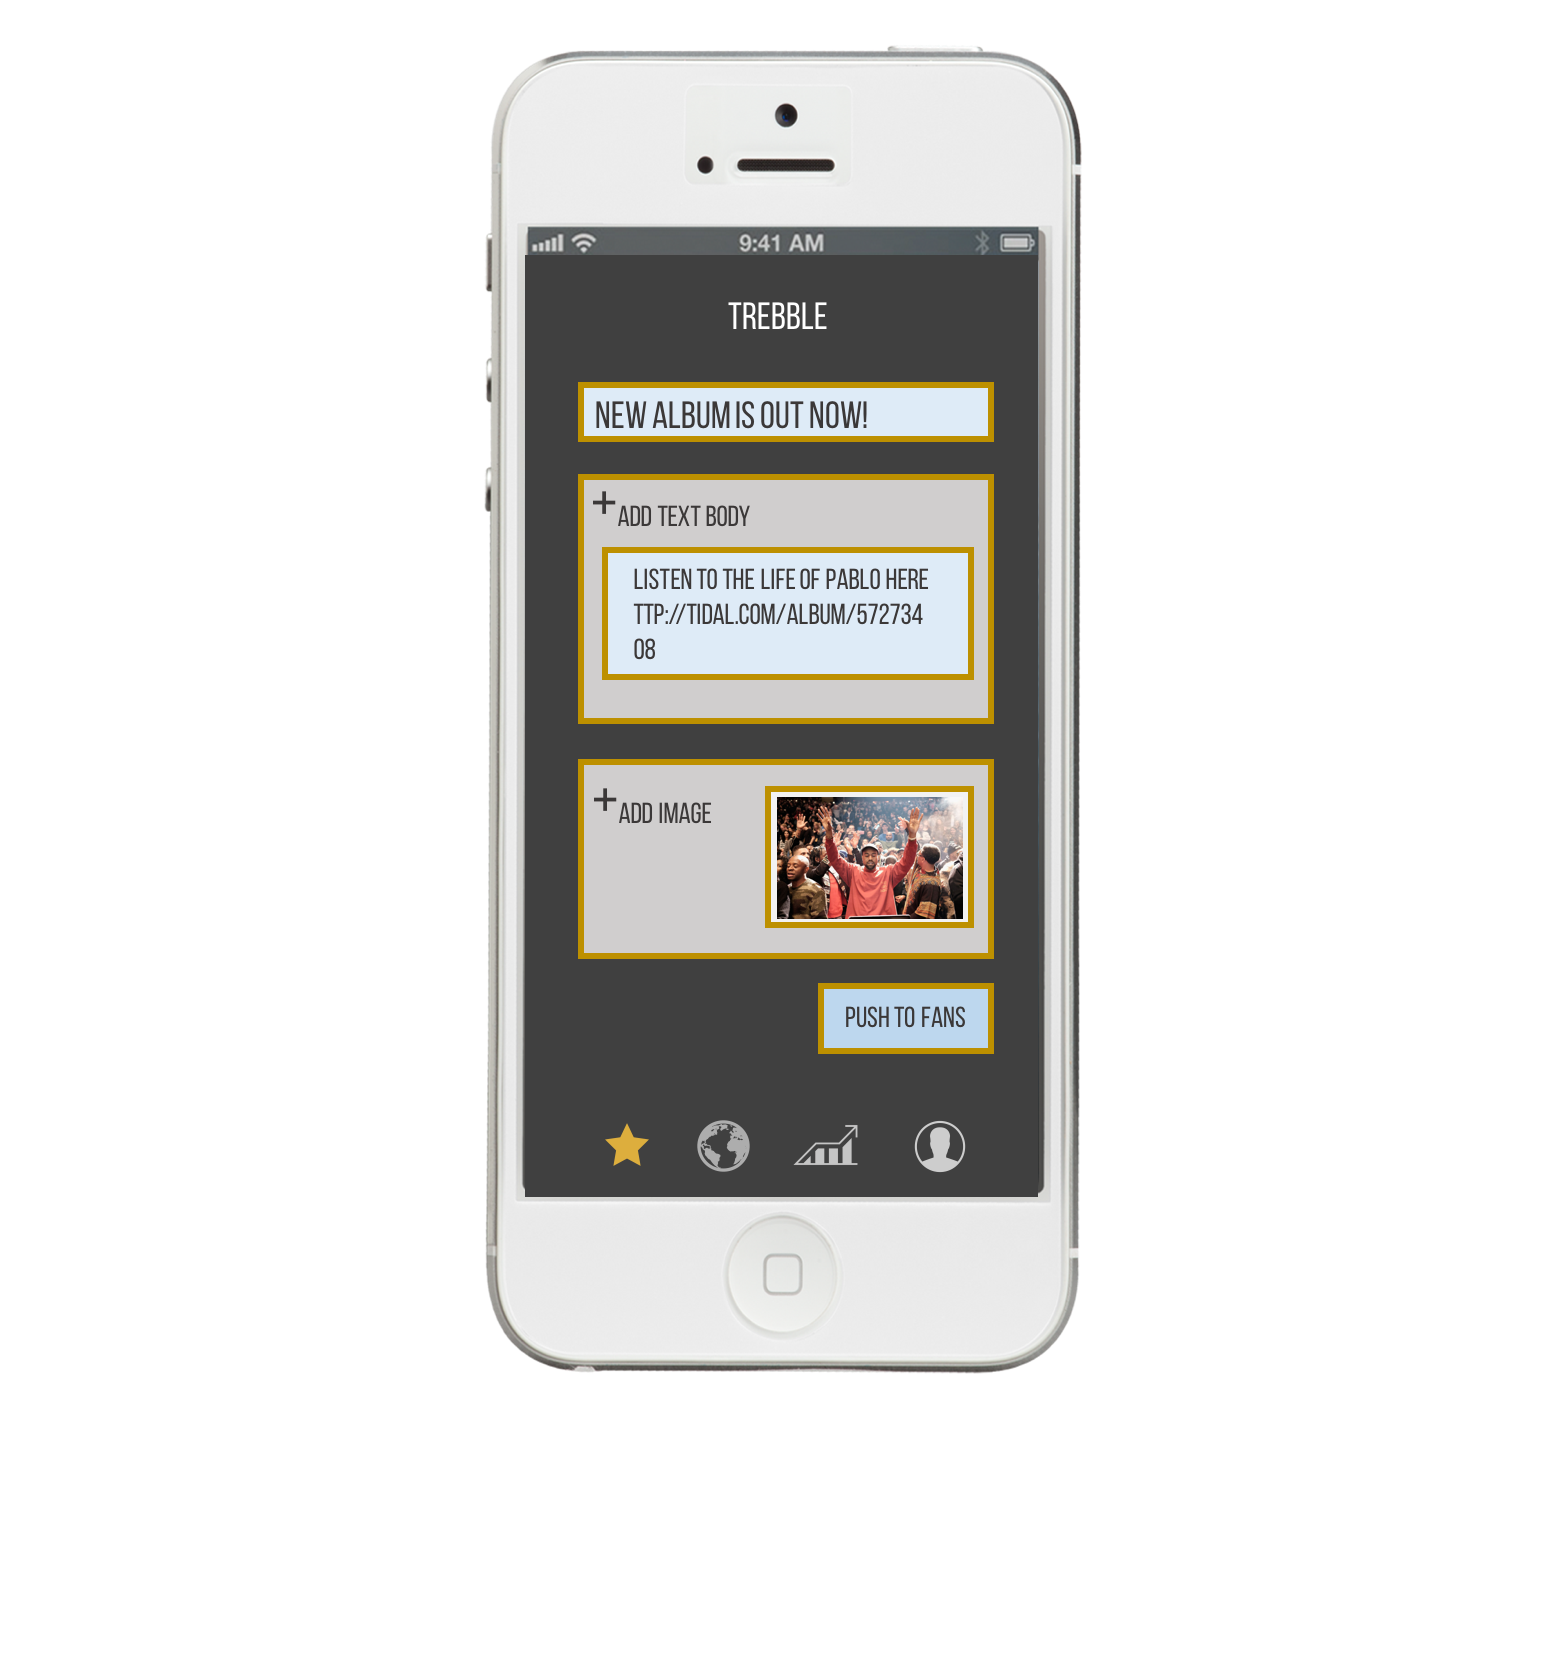 9:41 AM
TREBBLE
NEW ALBUM IS OUT NOW!
+ ADD TEXT BODY
LISTEN TO THE LIFE OF PABLO HERE
TTP://TIDAL.COM/ALBUM/572734
08
+ ADD IMAGE
PUSH TO FANS